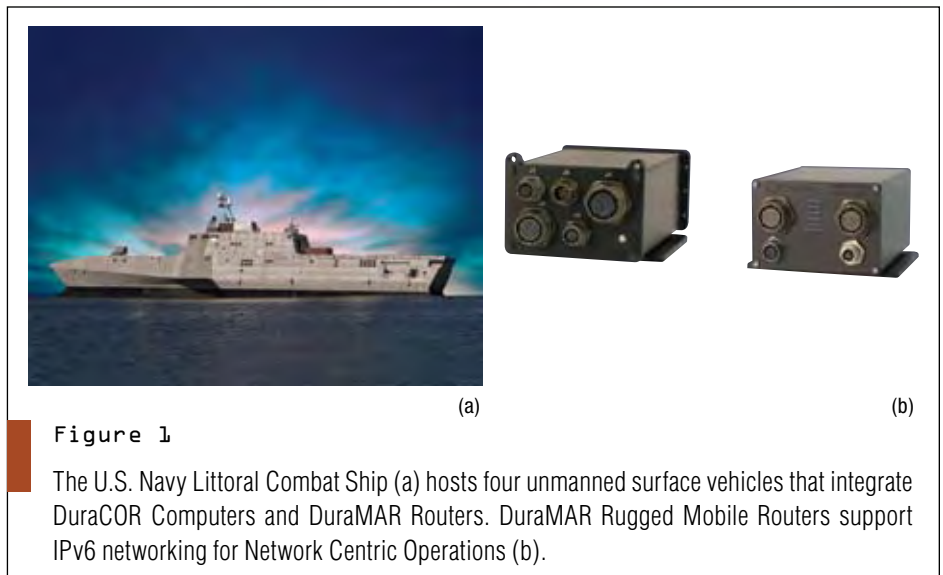 (a)
(b)
Figure 1
The U.S. Navy Littoral Combat Ship (a) hosts four unmanned surface vehicles that integrate
DuraCOR Computers and DuraMAR Routers. DuraMAR Rugged Mobile Routers support
IPv6 networking for Network Centric Operations (b).